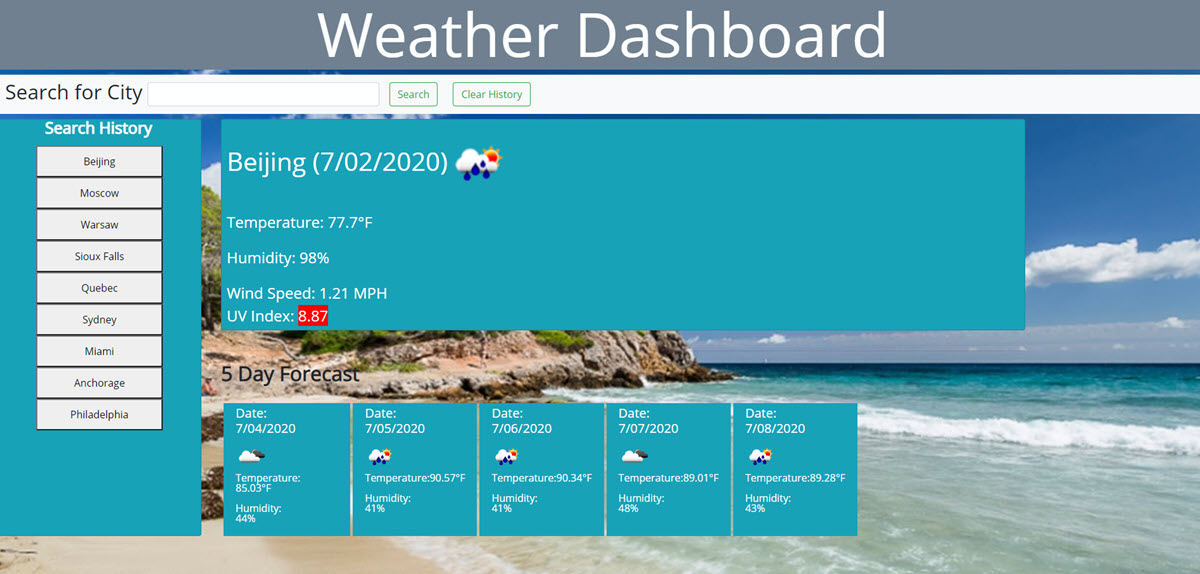 Weather Dashboard
Search for City
Search
Clear History
Search History
Beijing
Moscow
Warsaw
Sioux Falls
Quebec
Sydney
Miami
Anchorage
Philadelphia
Beijing (7/02/2020)
Temperature: 77.7°F
Humidity: 98%
Wind Speed: 1.21 MPH
UV Index: 8.87
5 Day Forecast
Date:
7/04/2020
Temperature:
85.03°F
Humidity:
44%
Date:
7/05/2020
Temperature:90.57°F
Humidity:
41%
Date:
7/06/2020
Temperature:90.34°F
Humidity:
41%
Date:
7/07/2020
Temperature:89.01°F
Humidity:
48%
Date:
7/08/2020
Temperature:89.28°F
Humidity:
43%